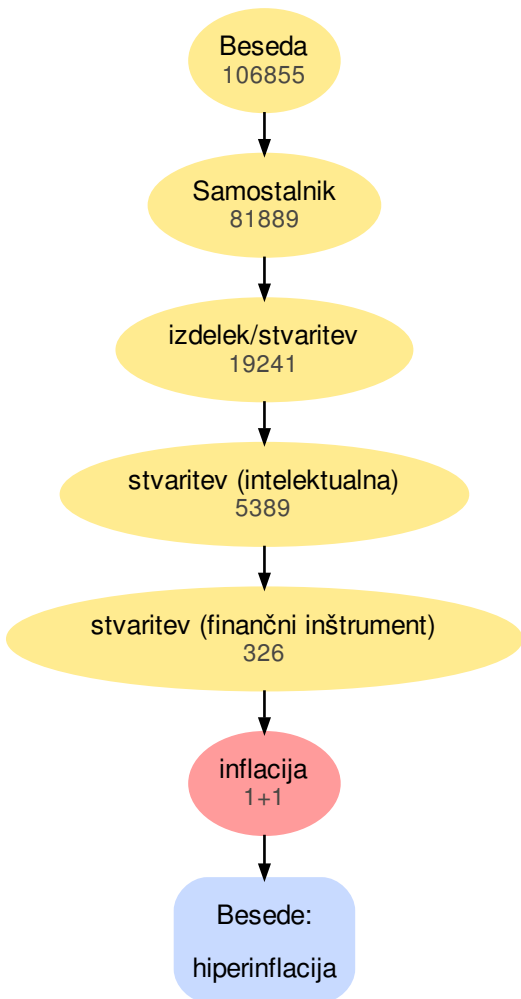 Beseda
106855
Samostalnik
81889
izdelek/stvaritev
19241
stvaritev (intelektualna)
5389
stvaritev (finančni inštrument)
326
inflacija
1+1
Besede:
hiperinflacija